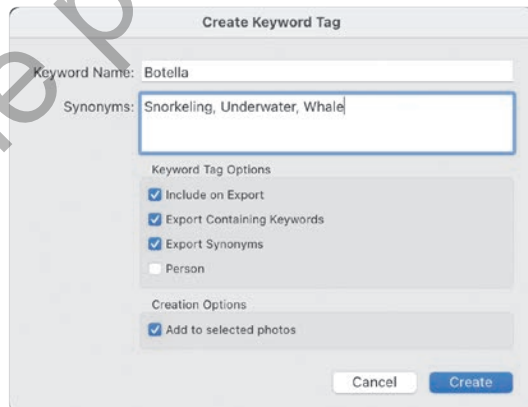 Create Keyword Tag
Keyword Name: Botella
Synonyms: Snorkeling, Underwater, Whale
Keyword Tag Options
Include on Export
Export Containing Keywords
Export Synonyms
Person
Creation Options
Add to selected photos
Cancel Create